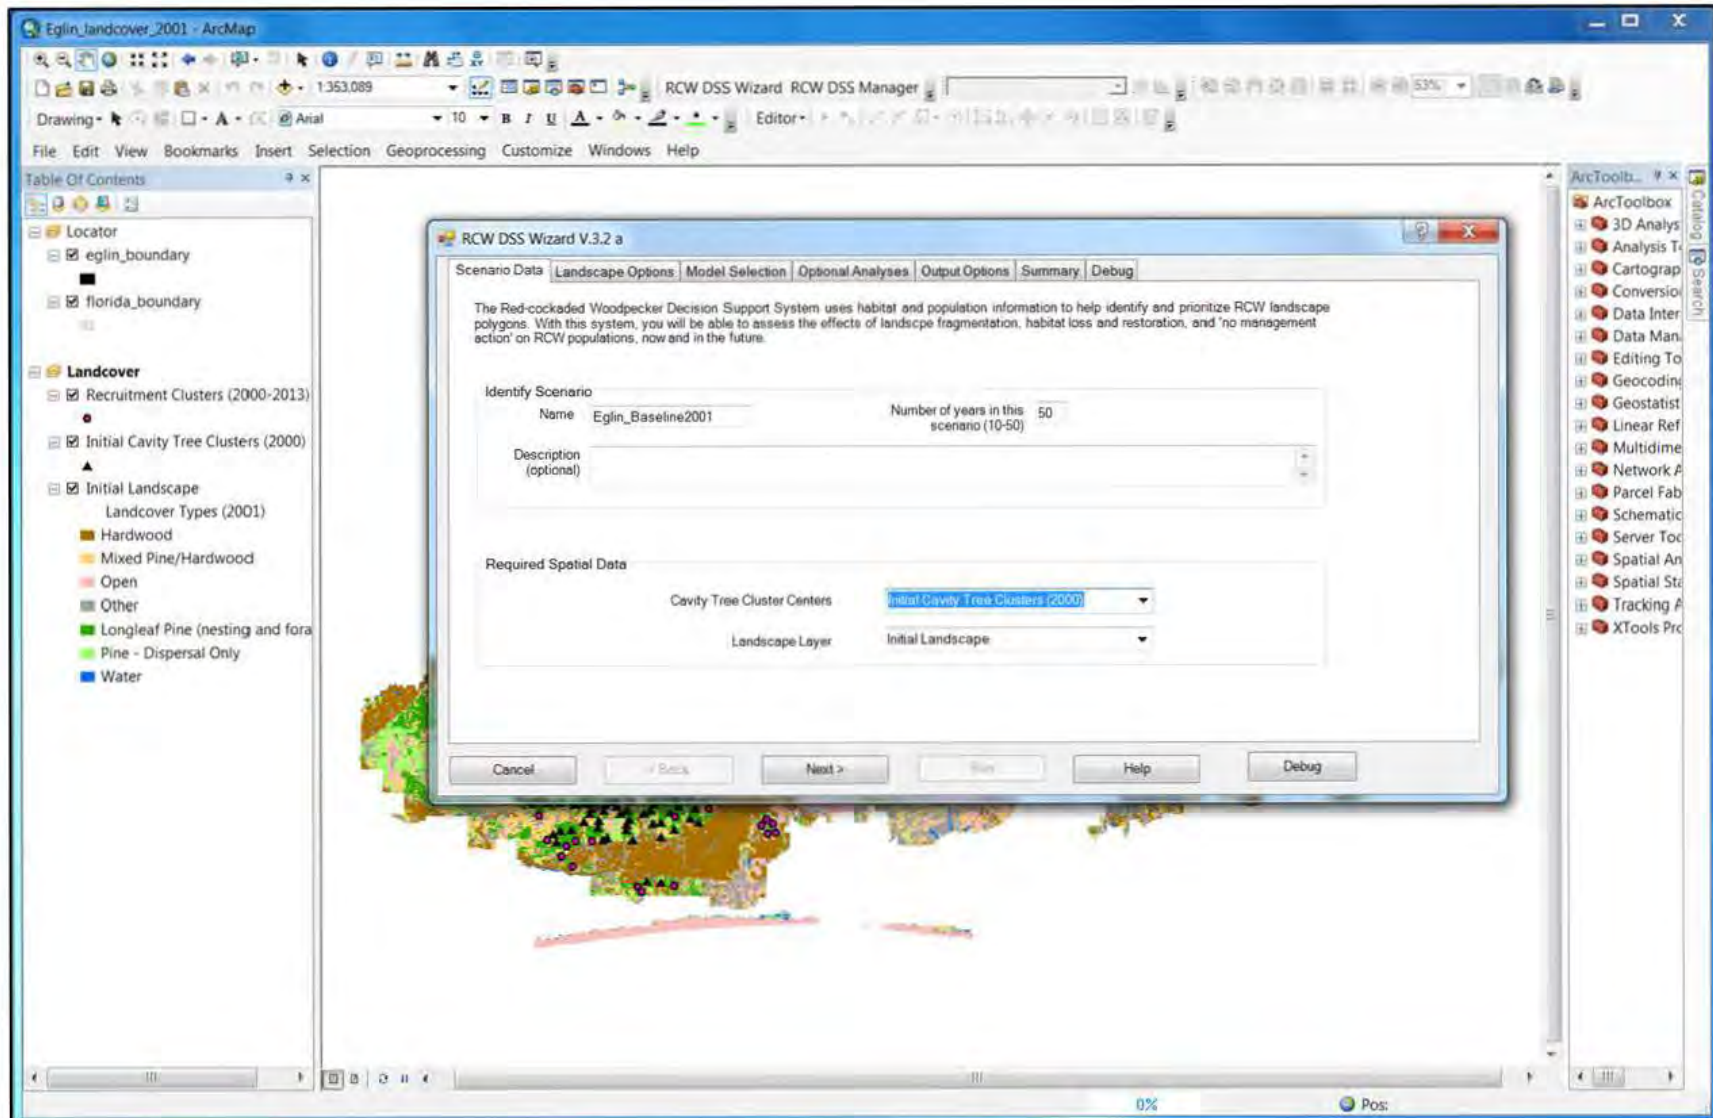 Eglin_landcover_2001 - ArcMap
1:353,089
RCW DSS Wizard RCW DSS Manager
53%
Drawing
Arial
10
B I U A
Editor
File Edit View Bookmarks Insert Selection Geoprocessing Customize Windows Help
Table Of Contents
Locator
eglin_boundary
florida_boundary
Landcover
Recruitment Clusters (2000-2013)
Initial Cavity Tree Clusters (2000)
Initial Landscape
Landcover Types (2001)
Hardwood
Mixed Pine/Hardwood
Open
Other
Longleaf Pine (nesting and fora
Pine - Dispersal Only
Water
RCW DSS Wizard V.3.2 a
Scenario Data Landscape Options Model Selection Optional Analyses Output Options Summary Debug
The Red-cockaded Woodpecker Decision Support System uses habitat and population information to help identify and prioritize RCW landscape
polygons. With this system, you will be able to assess the effects of landscpe fragmentation, habitat loss and restoration, and 'no management
action' on RCW populations, now and in the future.
Identify Scenario
Name Eglin_Baseline2001
Number of years in this 50
scenario (10-50)
Description
(optional)
Required Spatial Data
Cavity Tree Cluster Centers Initial Cavity Tree Clusters (2000)
Landscape Layer Initial Landscape
Cancel < Back Next > Run Help Debug
ArcToolb...
ArcToolbox
3D Analys
Analysis T
Cartograp
Conversio
Data Inter
Data Man
Editing To
Geocoding
Geostatist
Linear Ref
Multidime
Network A
Parcel Fab
Schematic
Server Too
Spatial An
Spatial Sta
Tracking A
XTools Pro
Catalog
Search
0%
Pos: